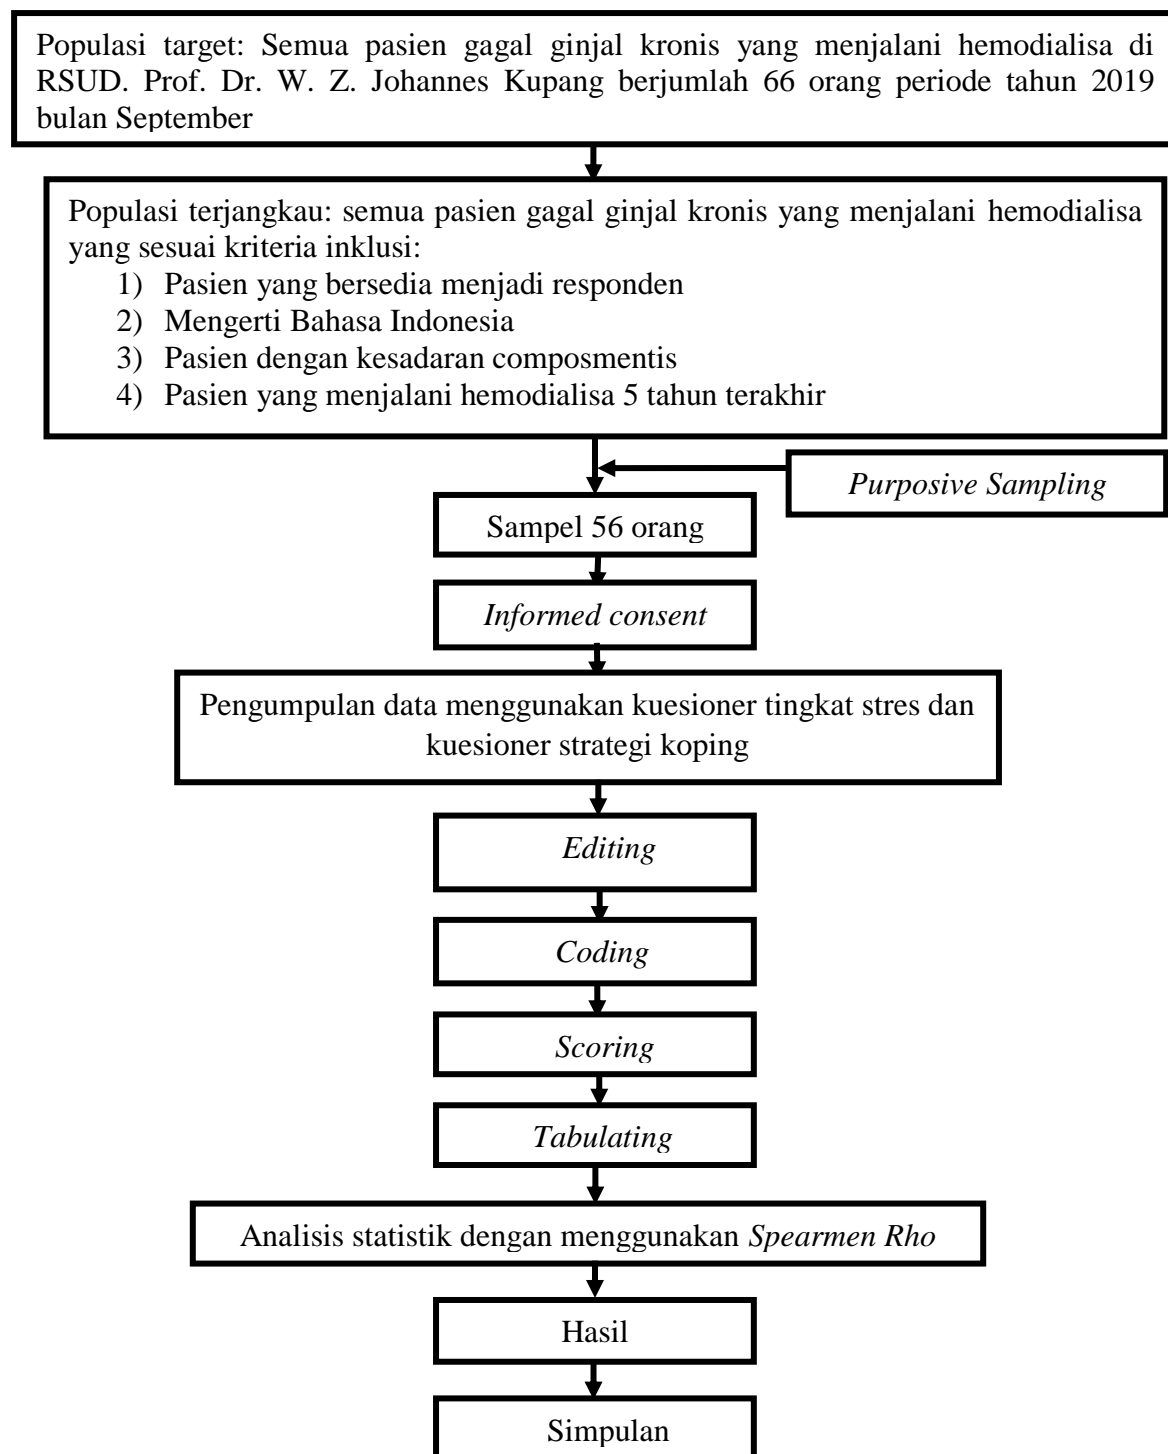 Populasi target: Semua pasien gagal ginjal kronis yang menjalani hemodialisa di
RSUD. Prof. Dr. W. Z. Johannes Kupang berjumlah 66 orang periode tahun 2019
bulan September
Populasi terjangkau: semua pasien gagal ginjal kronis yang menjalani hemodialisa
yang sesuai kriteria inklusi:
1) Pasien yang bersedia menjadi responden
2) Mengerti Bahasa Indonesia
3) Pasien dengan kesadaran composmentis
4) Pasien yang menjalani hemodialisa 5 tahun terakhir
Purposive Sampling
Sampel 56 orang
Informed consent
Pengumpulan data menggunakan kuesioner tingkat stres dan
kuesioner strategi koping
Editing
Coding
Scoring
Tabulating
Analisis statistik dengan menggunakan Spearmen Rho
Hasil
Simpulan